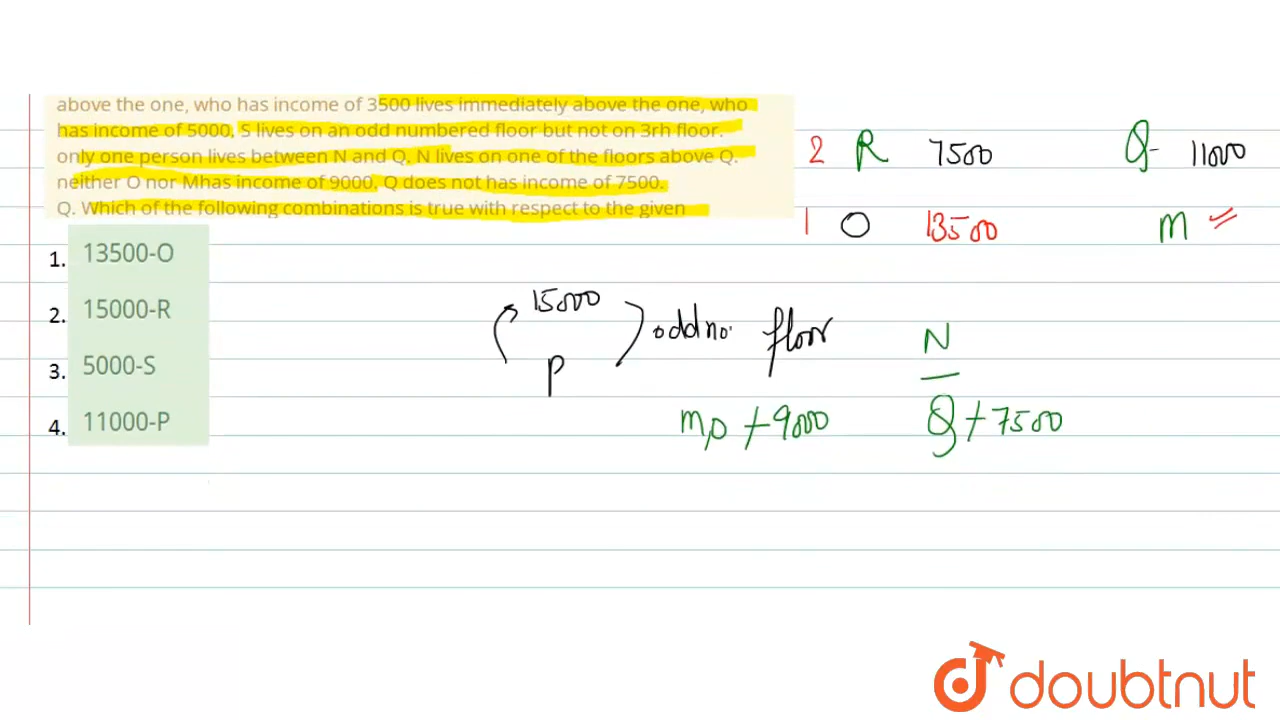 above the one, who has income of 3500 lives immediately above the one, who
has income of 5000. S lives on an odd numbered floor but not on 3rh floor.
only one person lives between N and Q. N lives on one of the floors above Q.
neither O nor Mhas income of 9000. Q does not has income of 7500.
Q. Which of the following combinations is true with respect to the given
1. 13500-O
2. 15000-R
3. 5000-S
4. 11000-P
2 R 7500 Q- 11000
1 O 13500 M
15000
P
odd no. floor
N
Q + 7500
M,O + 9000
doubtnut